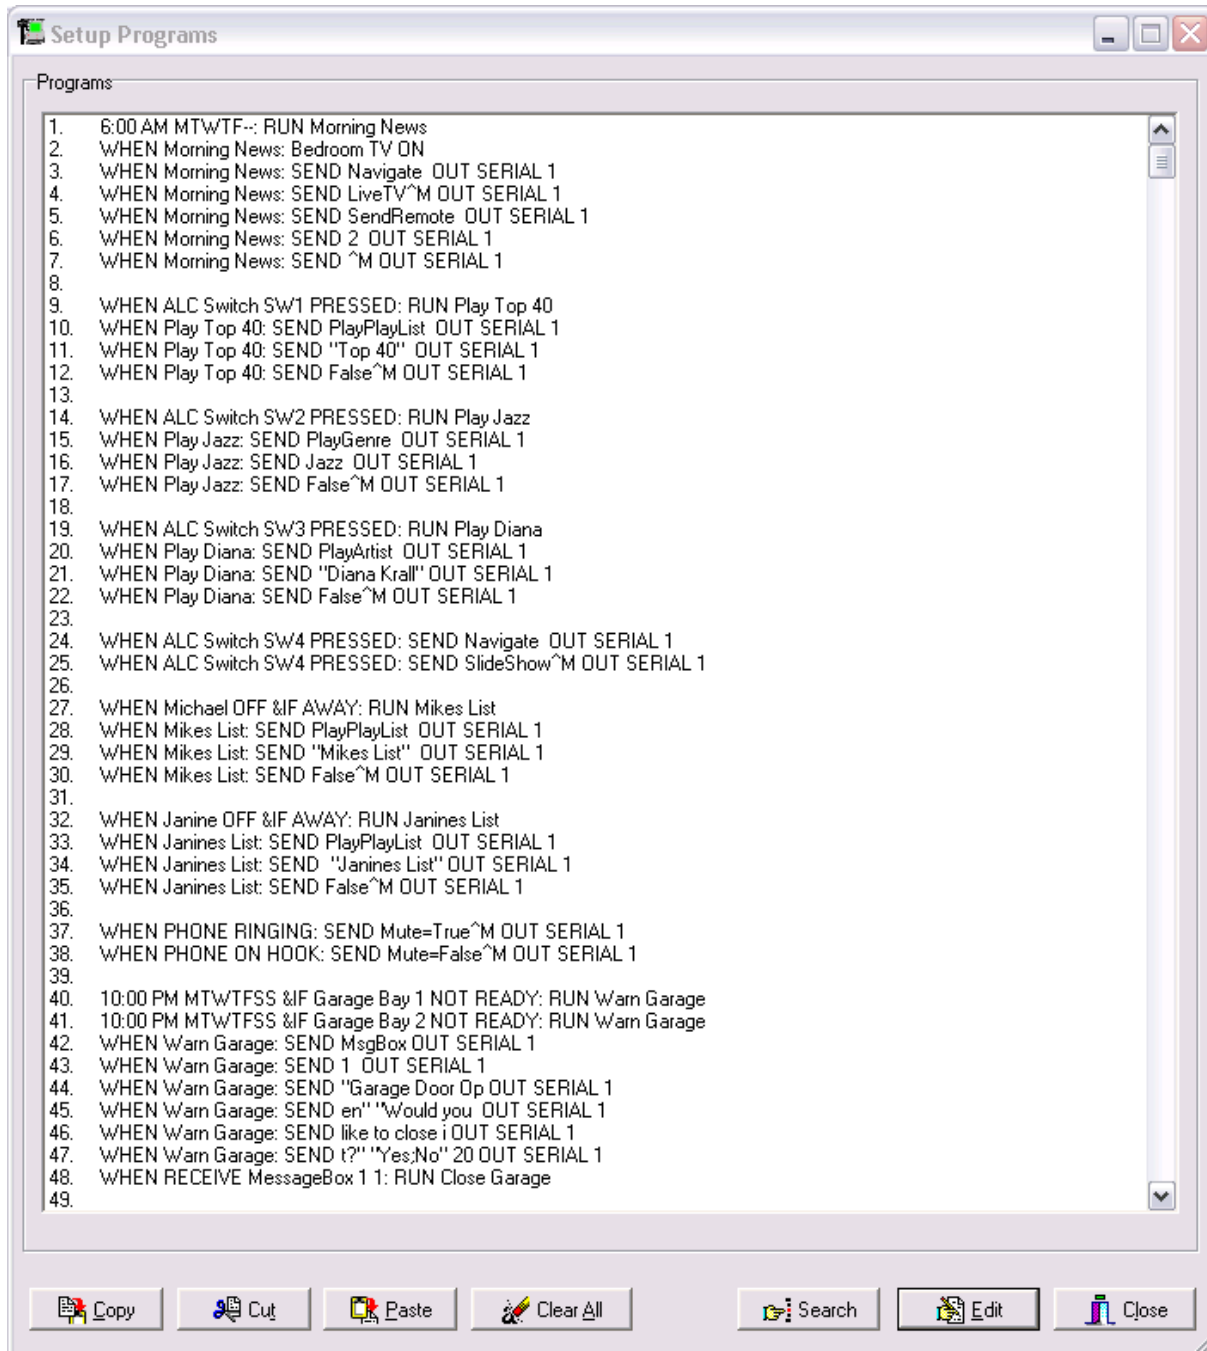 Setup Programs
Programs
1. 6:00 AM MTWTF--: RUN Morning News
2. WHEN Morning News: Bedroom TV ON
3. WHEN Morning News: SEND Navigate  OUT SERIAL 1
4. WHEN Morning News: SEND LiveTV^M OUT SERIAL 1
5. WHEN Morning News: SEND SendRemote  OUT SERIAL 1
6. WHEN Morning News: SEND 2  OUT SERIAL 1
7. WHEN Morning News: SEND ^M OUT SERIAL 1
8.
9. WHEN ALC Switch SW1 PRESSED: RUN Play Top 40
10. WHEN Play Top 40: SEND PlayPlayList  OUT SERIAL 1
11. WHEN Play Top 40: SEND "Top 40"  OUT SERIAL 1
12. WHEN Play Top 40: SEND False^M OUT SERIAL 1
13.
14. WHEN ALC Switch SW2 PRESSED: RUN Play Jazz
15. WHEN Play Jazz: SEND PlayGenre  OUT SERIAL 1
16. WHEN Play Jazz: SEND Jazz  OUT SERIAL 1
17. WHEN Play Jazz: SEND False^M OUT SERIAL 1
18.
19. WHEN ALC Switch SW3 PRESSED: RUN Play Diana
20. WHEN Play Diana: SEND PlayArtist  OUT SERIAL 1
21. WHEN Play Diana: SEND "Diana Krall" OUT SERIAL 1
22. WHEN Play Diana: SEND False^M OUT SERIAL 1
23.
24. WHEN ALC Switch SW4 PRESSED: SEND Navigate  OUT SERIAL 1
25. WHEN ALC Switch SW4 PRESSED: SEND SlideShow^M OUT SERIAL 1
26.
27. WHEN Michael OFF &IF AWAY: RUN Mikes List
28. WHEN Mikes List: SEND PlayPlayList  OUT SERIAL 1
29. WHEN Mikes List: SEND "Mikes List"  OUT SERIAL 1
30. WHEN Mikes List: SEND False^M OUT SERIAL 1
31.
32. WHEN Janine OFF &IF AWAY: RUN Janines List
33. WHEN Janines List: SEND PlayPlayList  OUT SERIAL 1
34. WHEN Janines List: SEND  "Janines List" OUT SERIAL 1
35. WHEN Janines List: SEND False^M OUT SERIAL 1
36.
37. WHEN PHONE RINGING: SEND Mute=True^M OUT SERIAL 1
38. WHEN PHONE ON HOOK: SEND Mute=False^M OUT SERIAL 1
39.
40. 10:00 PM MTWTFSS &IF Garage Bay 1 NOT READY: RUN Warn Garage
41. 10:00 PM MTWTFSS &IF Garage Bay 2 NOT READY: RUN Warn Garage
42. WHEN Warn Garage: SEND MsgBox OUT SERIAL 1
43. WHEN Warn Garage: SEND 1  OUT SERIAL 1
44. WHEN Warn Garage: SEND "Garage Door Op OUT SERIAL 1
45. WHEN Warn Garage: SEND en" "Would you  OUT SERIAL 1
46. WHEN Warn Garage: SEND like to close i OUT SERIAL 1
47. WHEN Warn Garage: SEND t?" "Yes;No" 20 OUT SERIAL 1
48. WHEN RECEIVE MessageBox 1 1: RUN Close Garage
49.
Copy Cut Paste Clear All Search Edit Close